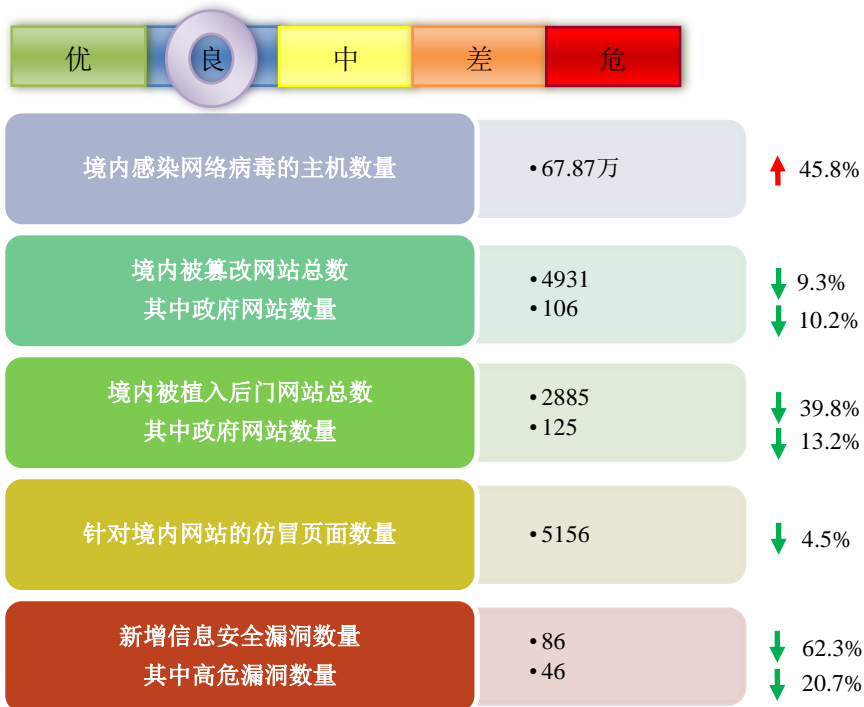 优 良 中 差 危
境内感染网络病毒的主机数量 •67.87万 45.8%
境内被篡改网站总数 •4931 9.3%
其中政府网站数量 •106 10.2%
境内被植入后门网站总数 •2885 39.8%
其中政府网站数量 •125 13.2%
针对境内网站的仿冒页面数量 •5156 4.5%
新增信息安全漏洞数量 •86 62.3%
其中高危漏洞数量 •46 20.7%